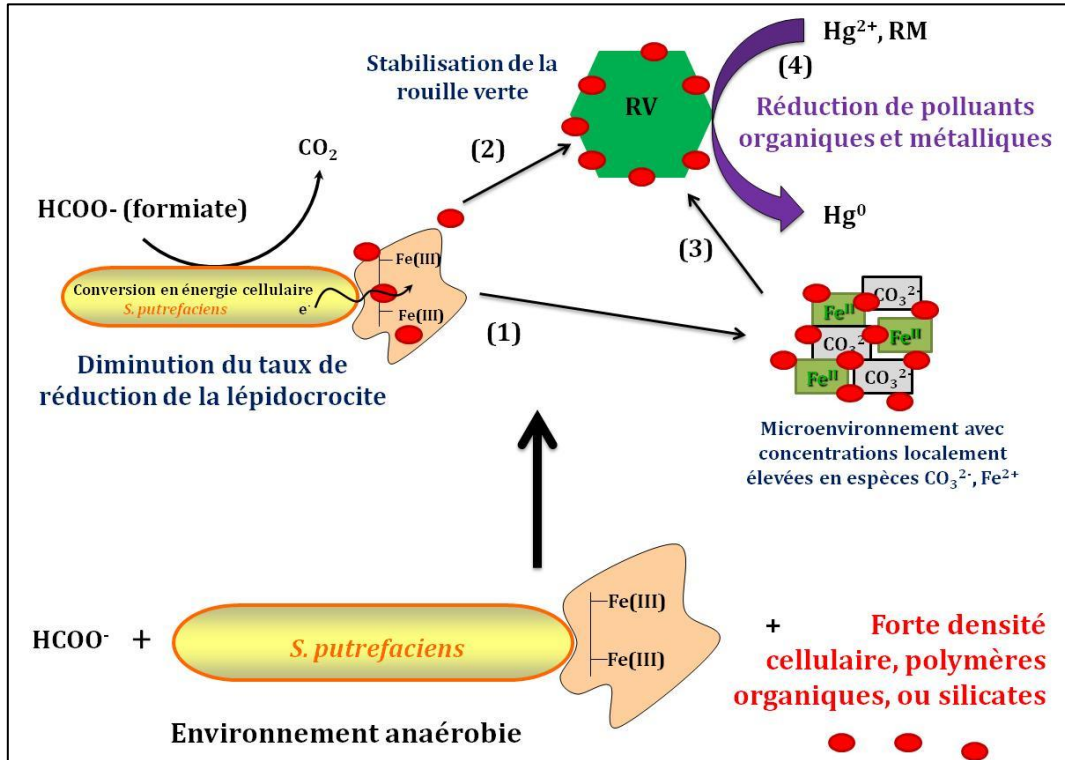 Hg²⁺, RM
(4)
Stabilisation de la
rouille verte
RV
Réduction de polluants
organiques et métalliques
CO₂
(2)
HCOO- (formiate)
Hg⁰
(3)
Fe(III)
Conversion en énergie cellulaire
S. putrefaciens
e⁻
Fe(III)
(1)
CO₃²⁻
Feᴵᴵ
Feᴵᴵ
CO₃²
Feᴵᴵ
CO₃²⁻
Diminution du taux de
réduction de la lépidocrocite
Microenvironnement avec
concentrations localement
élevées en espèces CO₃²⁻, Fe²⁺
HCOO⁻ +
S. putrefaciens
Fe(III)
Fe(III)
+
Forte densité
cellulaire, polymères
organiques, ou silicates
Environnement anaérobie